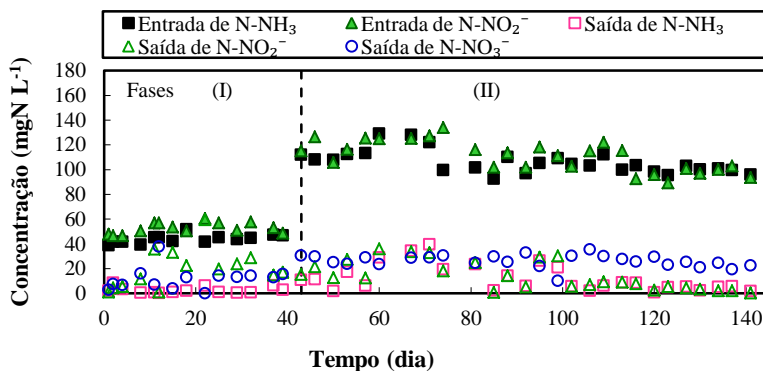 Entrada de N-NH₃ Entrada de N-NO₂⁻ Saída de N-NH₃
Saída de N-NO₂⁻ Saída de N-NO₃⁻
Concentração (mgN L⁻¹)
180
160
140
120
100
80
60
40
20
0
Fases (I) (II)
0 20 40 60 80 100 120 140
Tempo (dia)